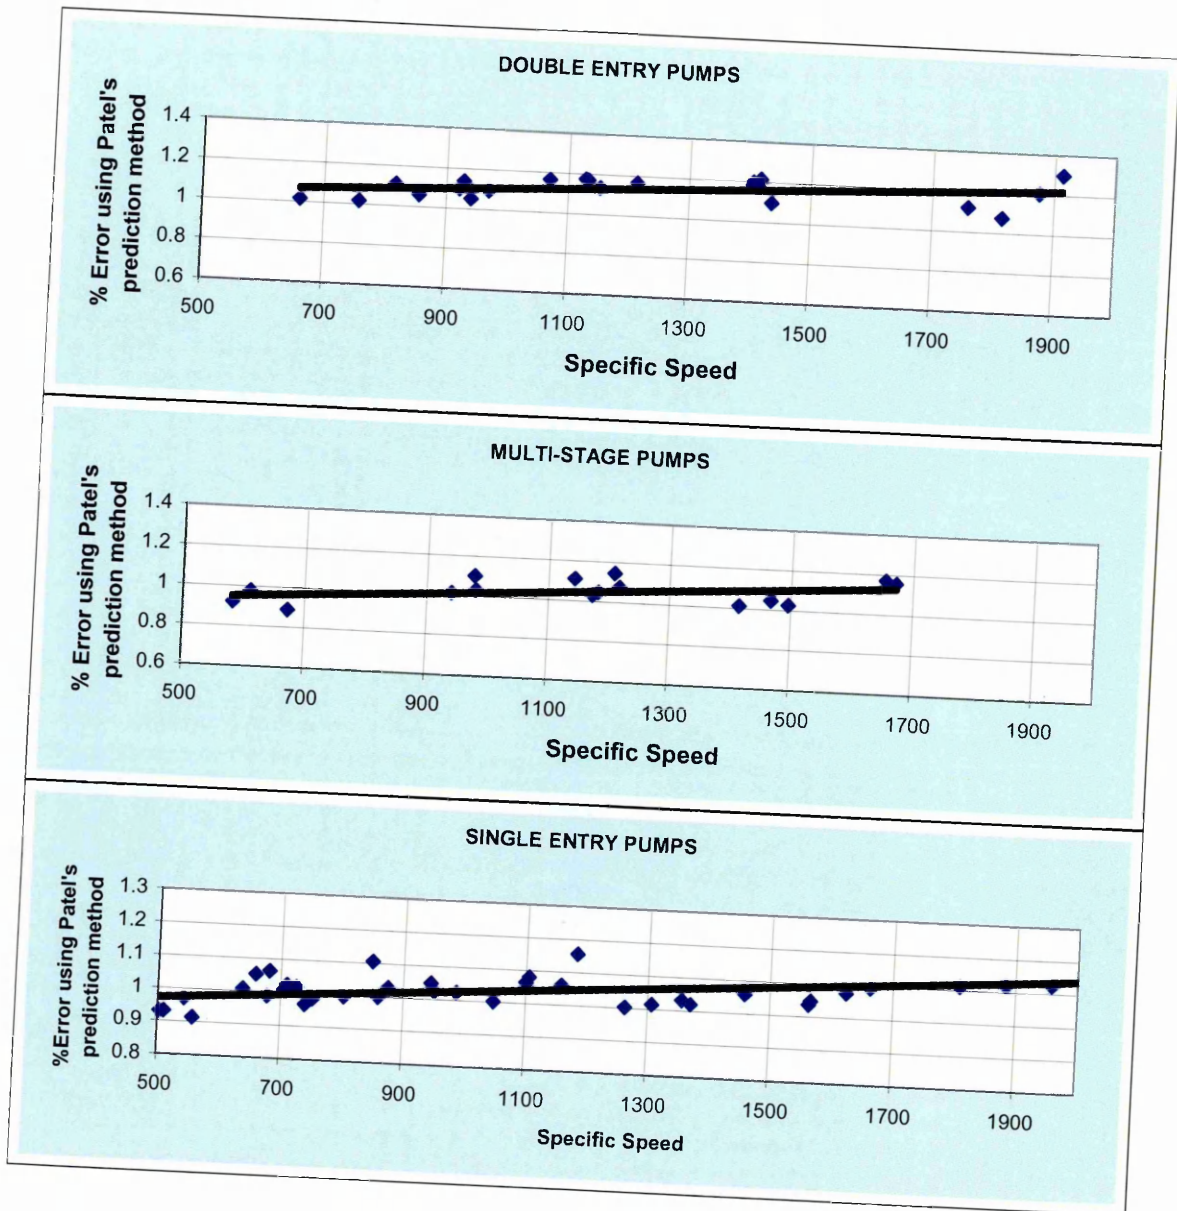 DOUBLE ENTRY PUMPS
% Error using Patel's
prediction method
1.4
1.2
1
0.8
0.6
500 700 900 1100 1300 1500 1700 1900
Specific Speed
MULTI-STAGE PUMPS
% Error using Patel's
prediction method
1.4
1.2
1
0.8
0.6
500 700 900 1100 1300 1500 1700 1900
Specific Speed
SINGLE ENTRY PUMPS
%Error using Patel's
prediction method
1.3
1.2
1.1
1
0.9
0.8
500 700 900 1100 1300 1500 1700 1900
Specific Speed